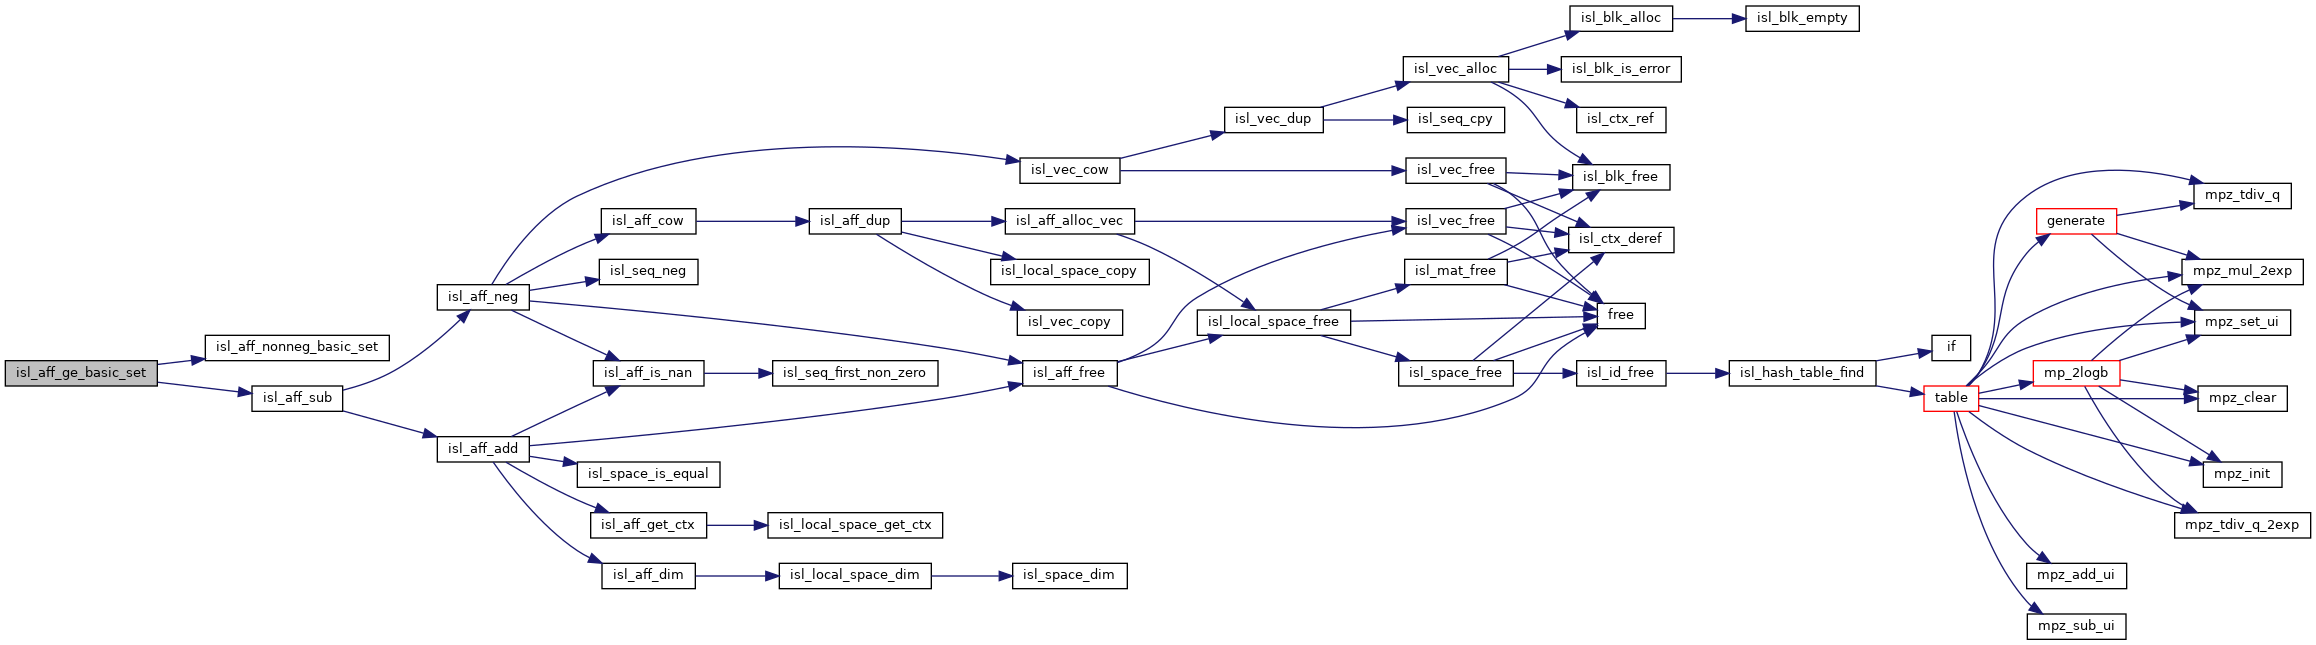 isl_aff_ge_basic_set
isl_aff_nonneg_basic_set
isl_aff_sub
isl_aff_neg
isl_aff_add
isl_vec_cow
isl_aff_cow
isl_seq_neg
isl_aff_is_nan
isl_space_is_equal
isl_aff_get_ctx
isl_aff_dim
isl_aff_dup
isl_seq_first_non_zero
isl_local_space_get_ctx
isl_local_space_dim
isl_aff_alloc_vec
isl_local_space_copy
isl_vec_copy
isl_aff_free
isl_space_dim
isl_vec_dup
isl_local_space_free
isl_vec_alloc
isl_seq_cpy
isl_vec_free
isl_vec_free
isl_mat_free
isl_space_free
isl_blk_alloc
isl_blk_is_error
isl_ctx_ref
isl_blk_free
isl_ctx_deref
free
isl_id_free
isl_blk_empty
isl_hash_table_find
if
table
generate
mp_2logb
mpz_add_ui
mpz_sub_ui
mpz_tdiv_q
mpz_mul_2exp
mpz_set_ui
mpz_clear
mpz_init
mpz_tdiv_q_2exp